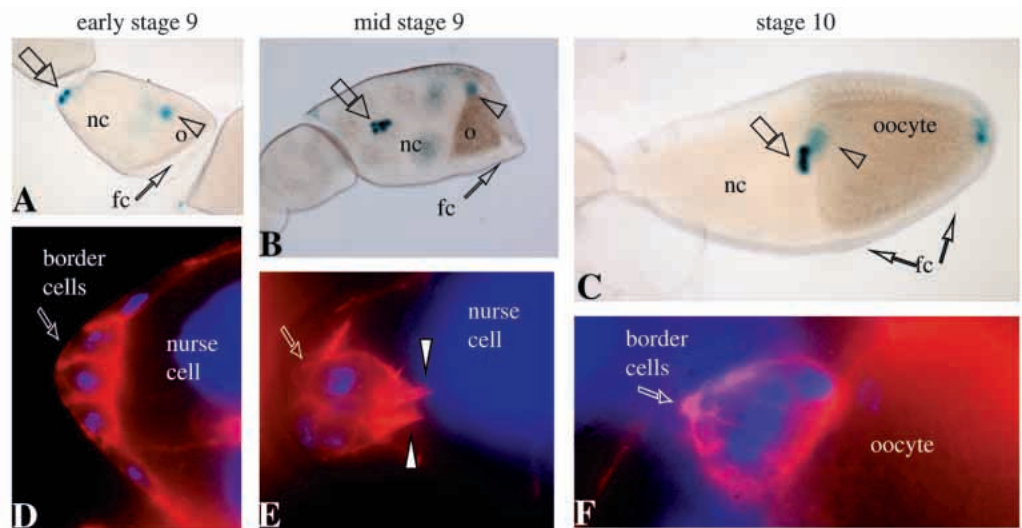 early stage 9
mid stage 9
stage 10
nc
o
fc
A
nc
o
fc
B
nc
oocyte
fc
C
border
cells
nurse
cell
D
nurse
cell
E
border
cells
oocyte
F